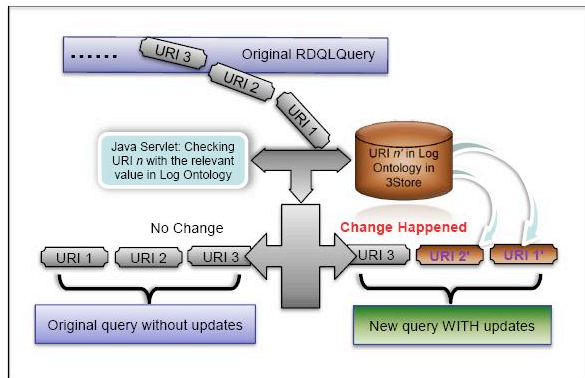 ...... URI 3 Original RDQLQuery
URI 2
URI 1
Java Servlet: Checking
URI n with the relevant
value in Log Ontology
URI n' in Log
Ontology in
3Store
No Change
Change Happened
URI 1 URI 2 URI 3
URI 3 URI 2' URI 1'
Original query without updates
New query WITH updates